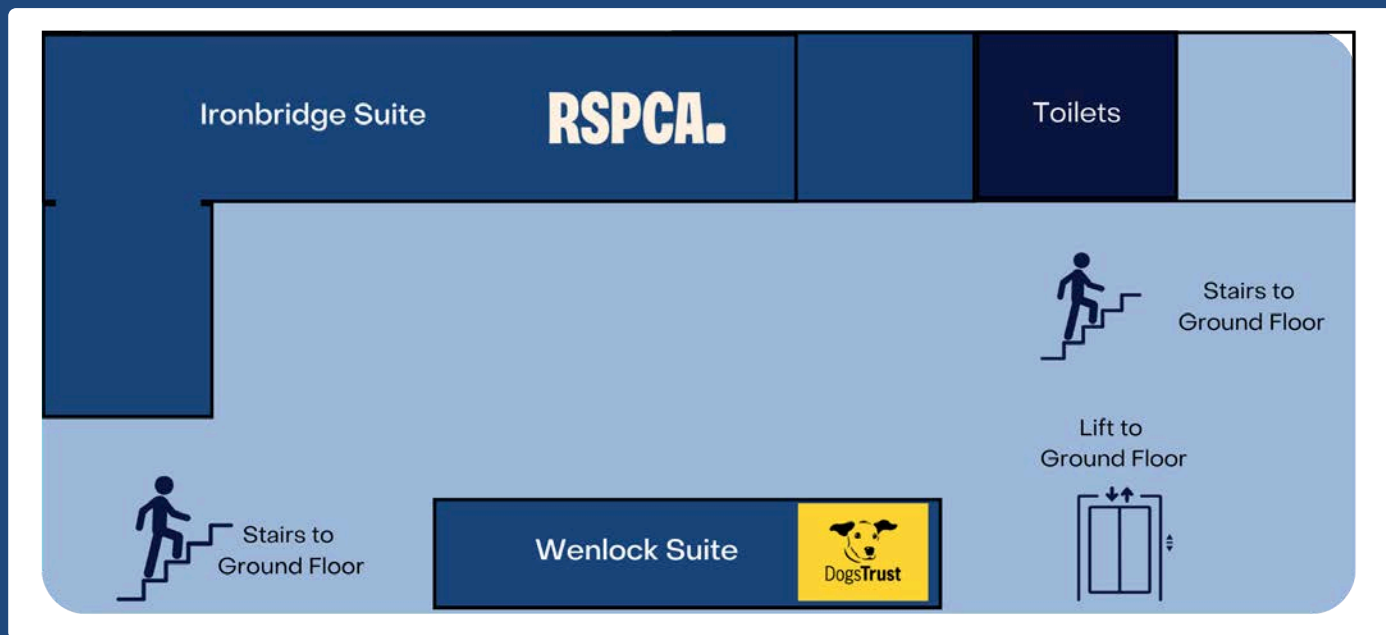 Ironbridge Suite
RSPCA.
Toilets
Stairs to
Ground Floor
Lift to
Ground Floor
Stairs to
Ground Floor
Wenlock Suite
DogsTrust